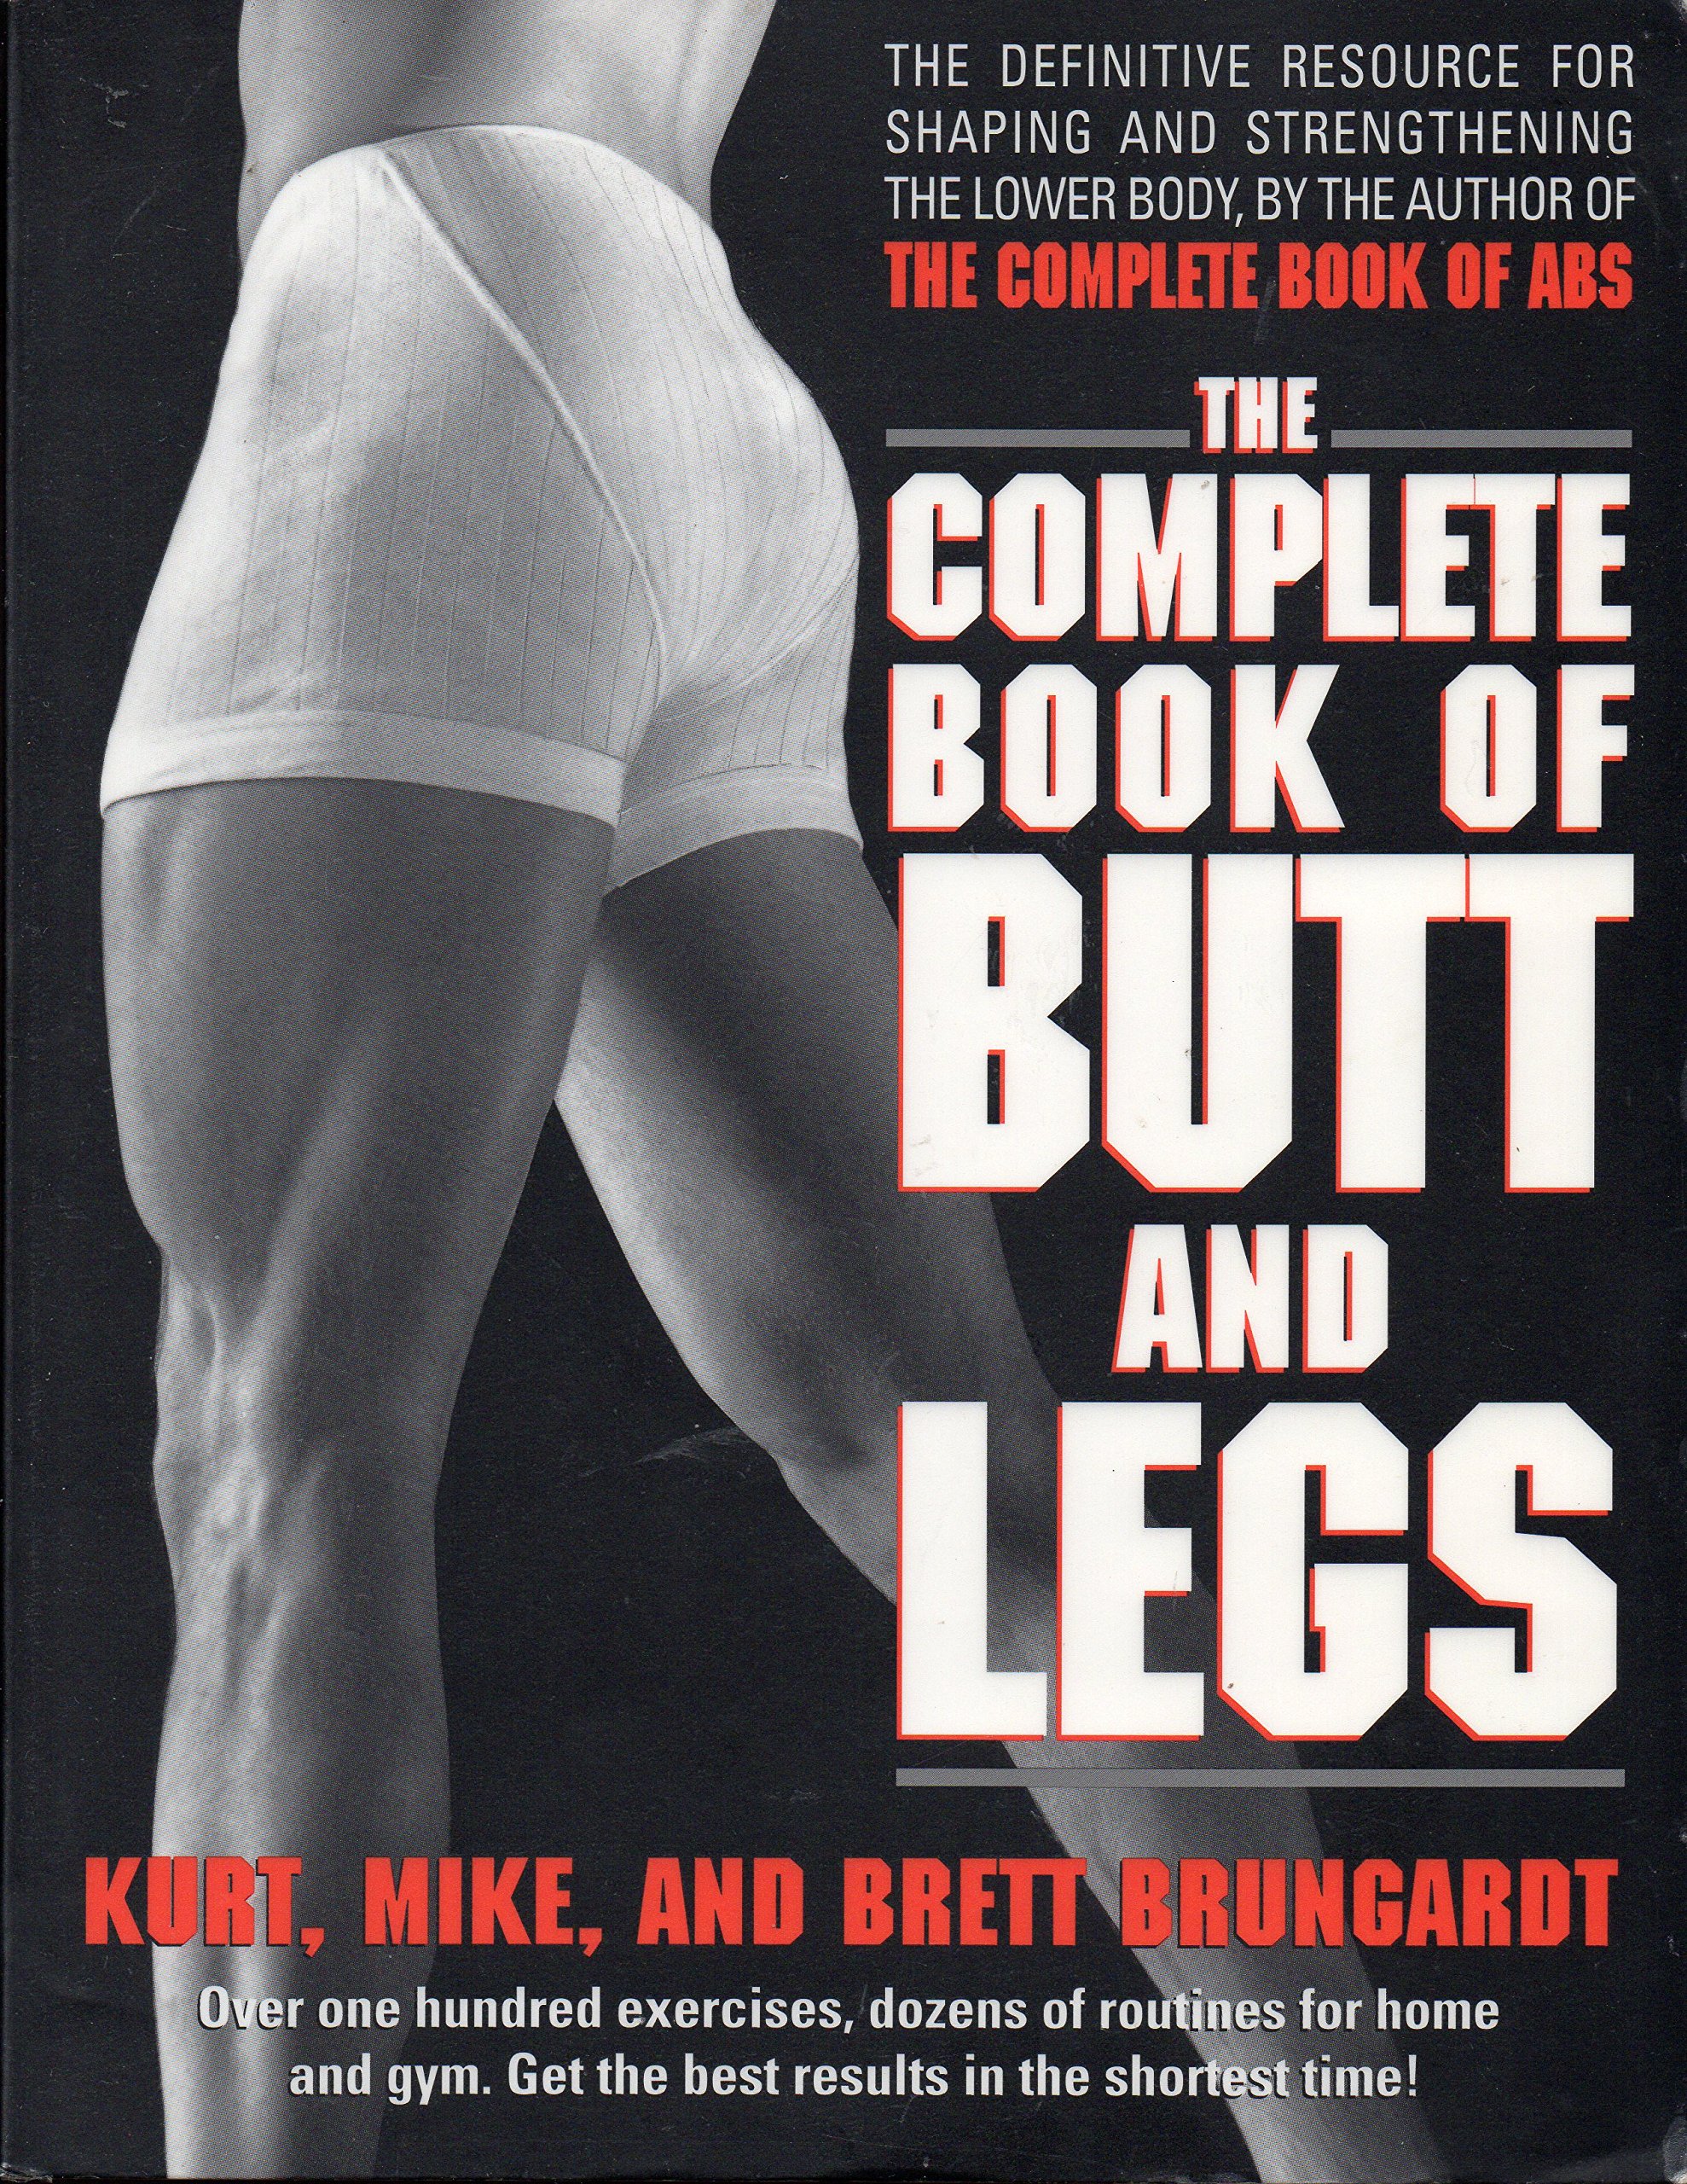 THE DEFINITIVE RESOURCE FOR
SHAPING AND STRENGTHENING
THE LOWER BODY, BY THE AUTHOR OF
THE COMPLETE BOOK OF ABS
THE
COMPLETE
BOOK OF
BUTT
AND
LEGS
KURT, MIKE, AND BRETT BRUNGARDT
Over one hundred exercises, dozens of routines for home
and gym. Get the best results in the shortest time!